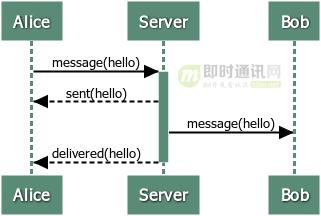 Alice
Server
Bob
message(hello)
即时通讯网
sent(hello)
message(hello)
delivered(hello)
Alice
Server
Bob